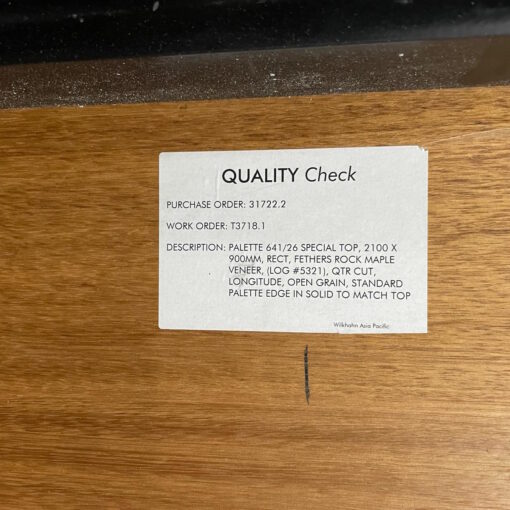 QUALITY Check
PURCHASE ORDER: 31722.2
WORK ORDER: T3718.1
DESCRIPTION: PALETTE 641/26 SPECIAL TOP, 2100 X
900MM, RECT, FETHERS ROCK MAPLE
VENEER, (LOG #5321), QTR CUT,
LONGITUDE, OPEN GRAIN, STANDARD
PALETTE EDGE IN SOLID TO MATCH TOP
Wilkhahn Asia Pacific